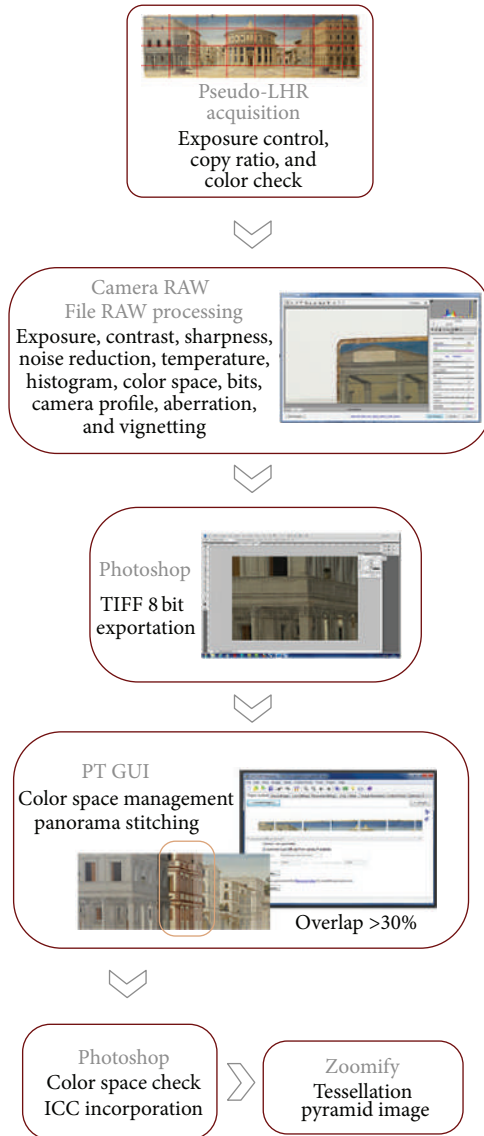 Pseudo-LHR
acquisition
Exposure control,
copy ratio, and
color check
Camera RAW
File RAW processing
Exposure, contrast, sharpness,
noise reduction, temperature,
histogram, color space, bits,
camera profile, aberration,
and vignetting
Photoshop
TIFF 8 bit
exportation
PT GUI
Color space management
panorama stitching
Overlap >30%
Photoshop
Color space check
ICC incorporation
Zoomify
Tessellation
pyramid image